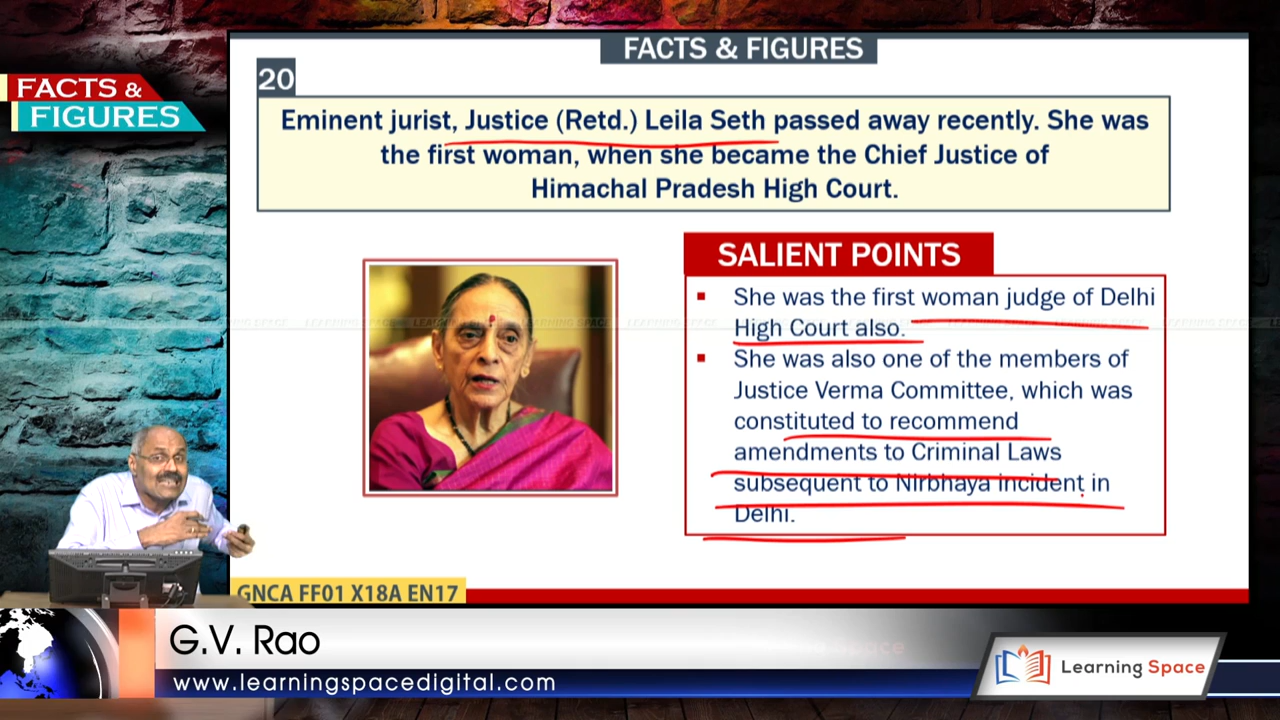 FACTS & FIGURES
20
FACTS &
FIGURES
Eminent jurist, Justice (Retd.) Leila Seth passed away recently. She was
the first woman, when she became the Chief Justice of
Himachal Pradesh High Court.
SALIENT POINTS
▪ She was the first woman judge of Delhi
High Court also.
▪ She was also one of the members of
Justice Verma Committee, which was
constituted to recommend
amendments to Criminal Laws
subsequent to Nirbhaya incident in
Delhi.
GNCA FF01 X18A EN17
G.V. Rao
www.learningspacedigital.com
Learning Space